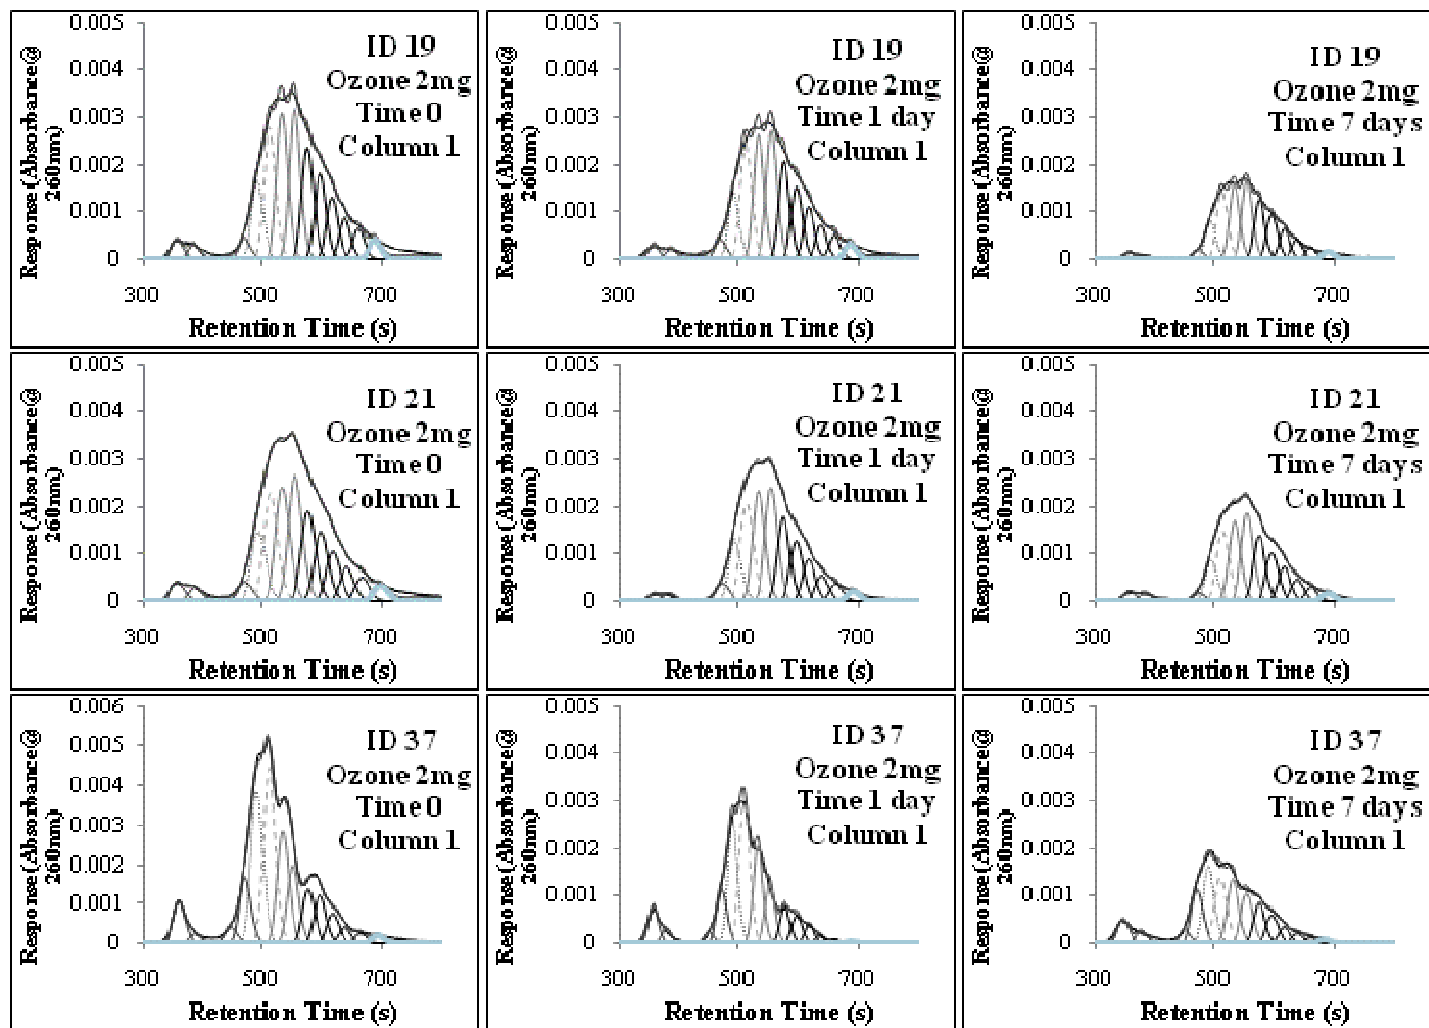 Response (Absorbance@ 260nm)
0.005
0.004
0.003
0.002
0.001
0
300 500 700
Retention Time (s)
ID 19
Ozone 2mg
Time 0
Column 1
Response (Absorbance@ 260nm)
0.005
0.004
0.003
0.002
0.001
0
300 500 700
Retention Time (s)
ID 19
Ozone 2mg
Time 1 day
Column 1
Response (Absorbance@ 260nm)
0.005
0.004
0.003
0.002
0.001
0
300 500 700
Retention Time (s)
ID 19
Ozone 2mg
Time 7 days
Column 1
Response (Absorbance@ 260nm)
0.005
0.004
0.003
0.002
0.001
0
300 500 700
Retention Time (s)
ID 21
Ozone 2mg
Time 0
Column 1
Response (Absorbance@ 260nm)
0.005
0.004
0.003
0.002
0.001
0
300 500 700
Retention Time (s)
ID 21
Ozone 2mg
Time 1 day
Column 1
Response (Absorbance@ 260nm)
0.005
0.004
0.003
0.002
0.001
0
300 500 700
Retention Time (s)
ID 21
Ozone 2mg
Time 7 days
Column 1
Response (Absorbance@ 260nm)
0.006
0.005
0.004
0.003
0.002
0.001
0
300 500 700
Retention Time (s)
ID 37
Ozone 2mg
Time 0
Column 1
Response (Absorbance@ 260nm)
0.005
0.004
0.003
0.002
0.001
0
300 500 700
Retention Time (s)
ID 37
Ozone 2mg
Time 1 day
Column 1
Response (Absorbance@ 260nm)
0.005
0.004
0.003
0.002
0.001
0
300 500 700
Retention Time (s)
ID 37
Ozone 2mg
Time 7 days
Column 1